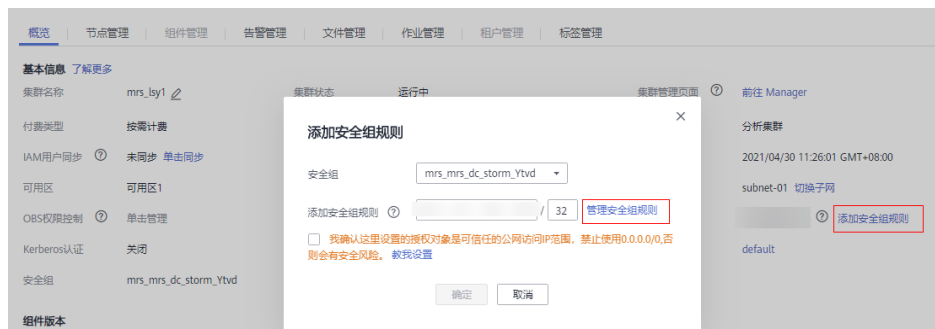 概览 节点管理 组件管理 告警管理 文件管理 作业管理 租户管理 标签管理
基本信息 了解更多
集群名称 mrs_lsy1 集群状态 运行中 集群管理页面 前往 Manager
付费类型 按需计费 分析集群
IAM用户同步 未同步 单击同步 2021/04/30 11:26:01 GMT+08:00
可用区 可用区1 subnet-01 切换子网
OBS权限控制 单击管理 添加安全组规则
Kerberos认证 关闭 default
安全组 mrs_mrs_dc_storm_Ytvd
组件版本
添加安全组规则
安全组 mrs_mrs_dc_storm_Ytvd
添加安全组规则 / 32 管理安全组规则
我确认这里设置的授权对象是可信任的公网访问IP范围，禁止使用0.0.0.0/0,否
则会有安全风险。 教我设置
确定 取消